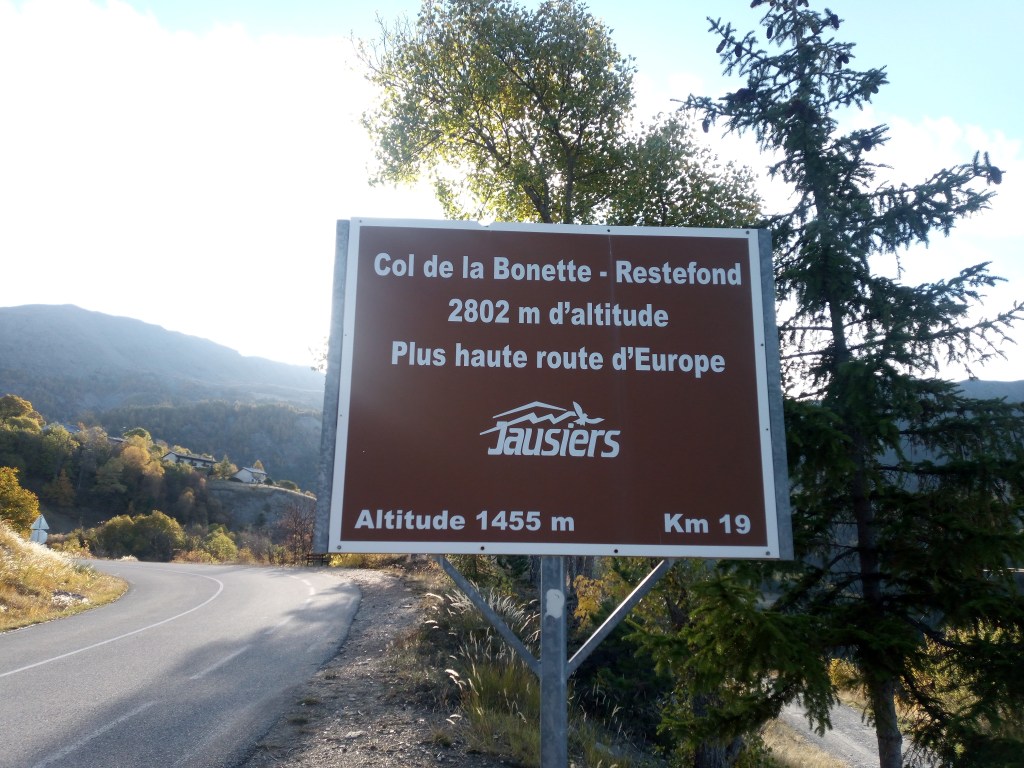 Col de la Bonette - Restefond
2802 m d'altitude
Plus haute route d'Europe
Jausiers
Altitude 1455 m Km 19